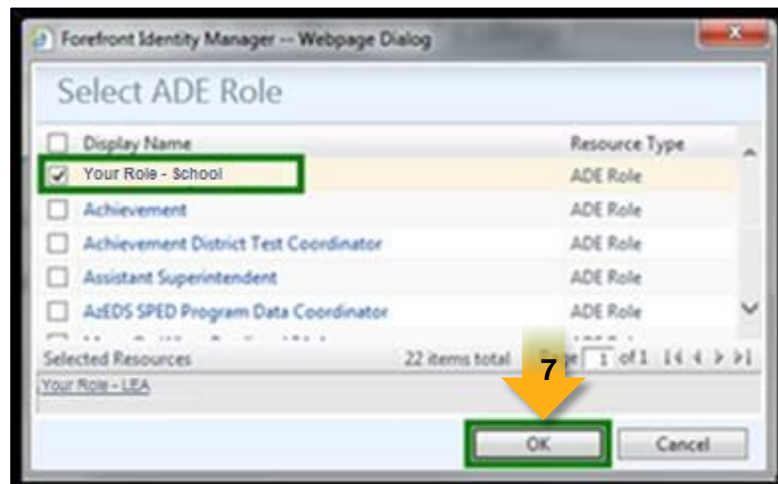 Forefront Identity Manager -- Webpage Dialog
Select ADE Role
Display Name Resource Type
Your Role - School ADE Role
Achievement ADE Role
Achievement District Test Coordinator ADE Role
Assistant Superintendent ADE Role
AzEDS SPED Program Data Coordinator ADE Role
Selected Resources 22 items total 1 of 1
Your Role - LEA
7
OK Cancel